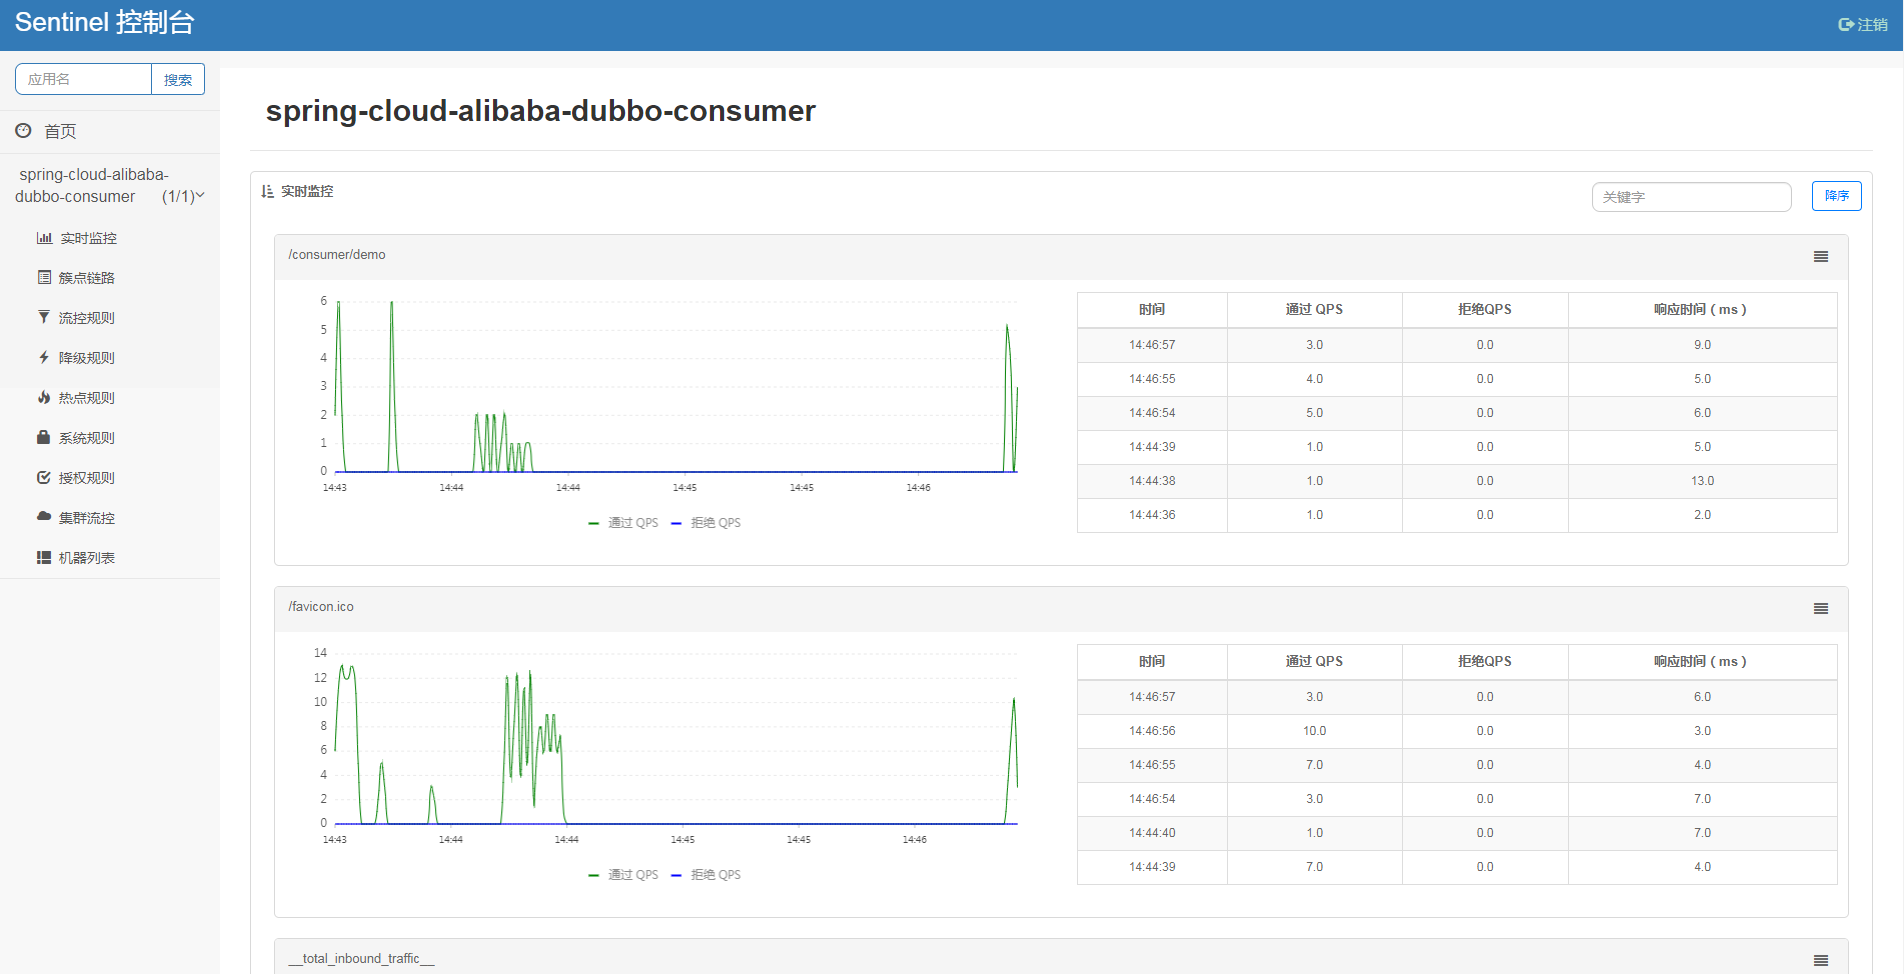 Sentinel 控制台
注销
应用名
搜索
首页
spring-cloud-alibaba-
dubbo-consumer (1/1)
实时监控
簇点链路
流控规则
降级规则
热点规则
系统规则
授权规则
集群流控
机器列表
spring-cloud-alibaba-dubbo-consumer
实时监控
关键字
降序
/consumer/demo
6
5
4
3
2
1
0
14:43 14:44 14:44 14:45 14:45 14:46
通过 QPS 拒绝 QPS
时间 通过 QPS 拒绝QPS 响应时间 ( ms )
14:46:57 3.0 0.0 9.0
14:46:55 4.0 0.0 5.0
14:46:54 5.0 0.0 6.0
14:44:39 1.0 0.0 5.0
14:44:38 1.0 0.0 13.0
14:44:36 1.0 0.0 2.0
/favicon.ico
14
12
10
8
6
4
2
0
14:43 14:44 14:44 14:45 14:45 14:46
通过 QPS 拒绝 QPS
时间 通过 QPS 拒绝QPS 响应时间 ( ms )
14:46:57 3.0 0.0 6.0
14:46:56 10.0 0.0 3.0
14:46:55 7.0 0.0 4.0
14:46:54 3.0 0.0 7.0
14:44:40 1.0 0.0 7.0
14:44:39 7.0 0.0 4.0
__total_inbound_traffic__